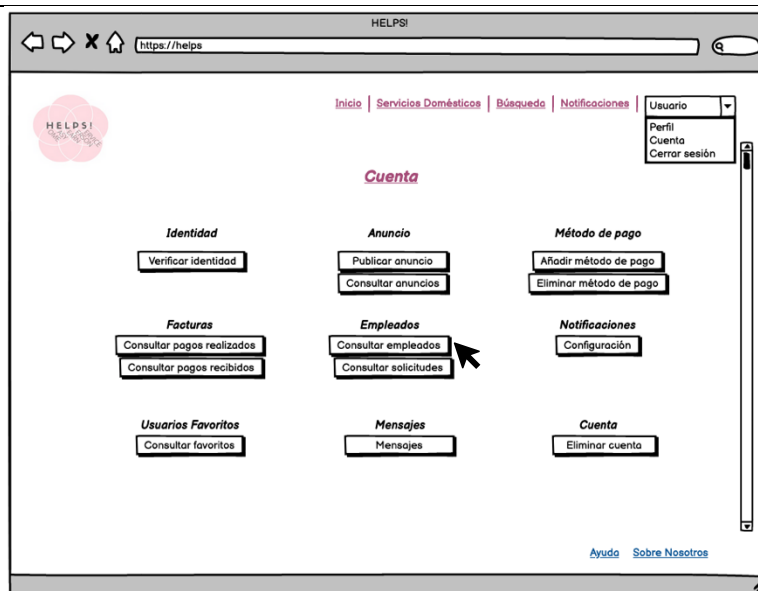 HELPS!
https://helps
HELPS!
Inicio | Servicios Domésticos | Búsqueda | Notificaciones | Usuario
Perfil
Cuenta
Cerrar sesión
Cuenta
Identidad
Verificar identidad
Anuncio
Publicar anuncio
Consultar anuncios
Método de pago
Añadir método de pago
Eliminar método de pago
Facturas
Consultar pagos realizados
Consultar pagos recibidos
Empleados
Consultar empleados
Consultar solicitudes
Notificaciones
Configuración
Usuarios Favoritos
Consultar favoritos
Mensajes
Mensajes
Cuenta
Eliminar cuenta
Ayuda Sobre Nosotros